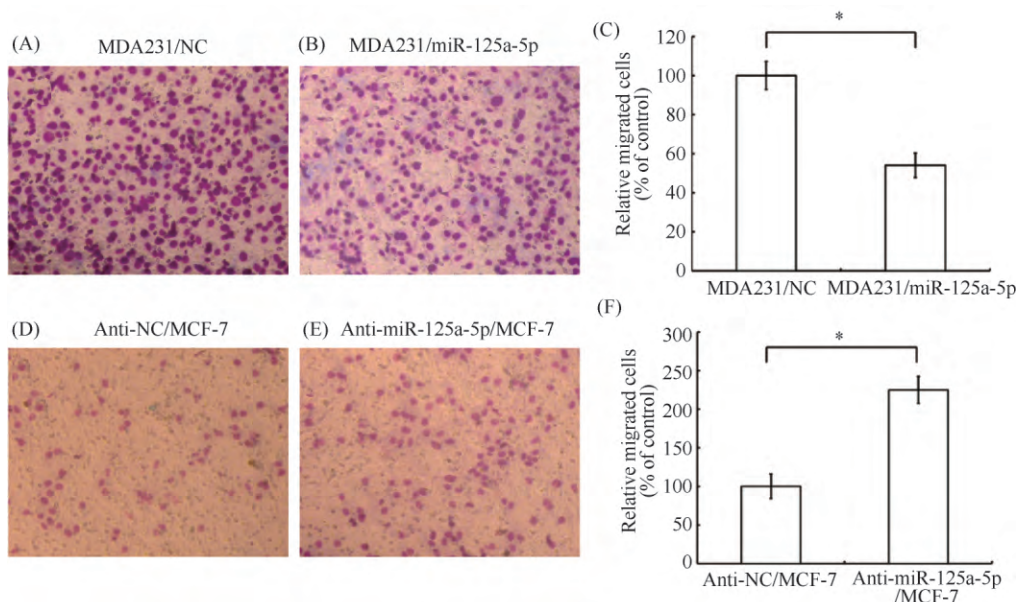 (A)
MDA231/NC
(B)
MDA231/miR-125a-5p
(C)
*
120
100
80
60
40
20
0
Relative migrated cells
(% of control)
MDA231/NC
MDA231/miR-125a-5p
(D)
Anti-NC/MCF-7
(E)
Anti-miR-125a-5p/MCF-7
(F)
*
300
250
200
150
100
50
0
Relative migrated cells
(% of control)
Anti-NC/MCF-7
Anti-miR-125a-5p
/MCF-7